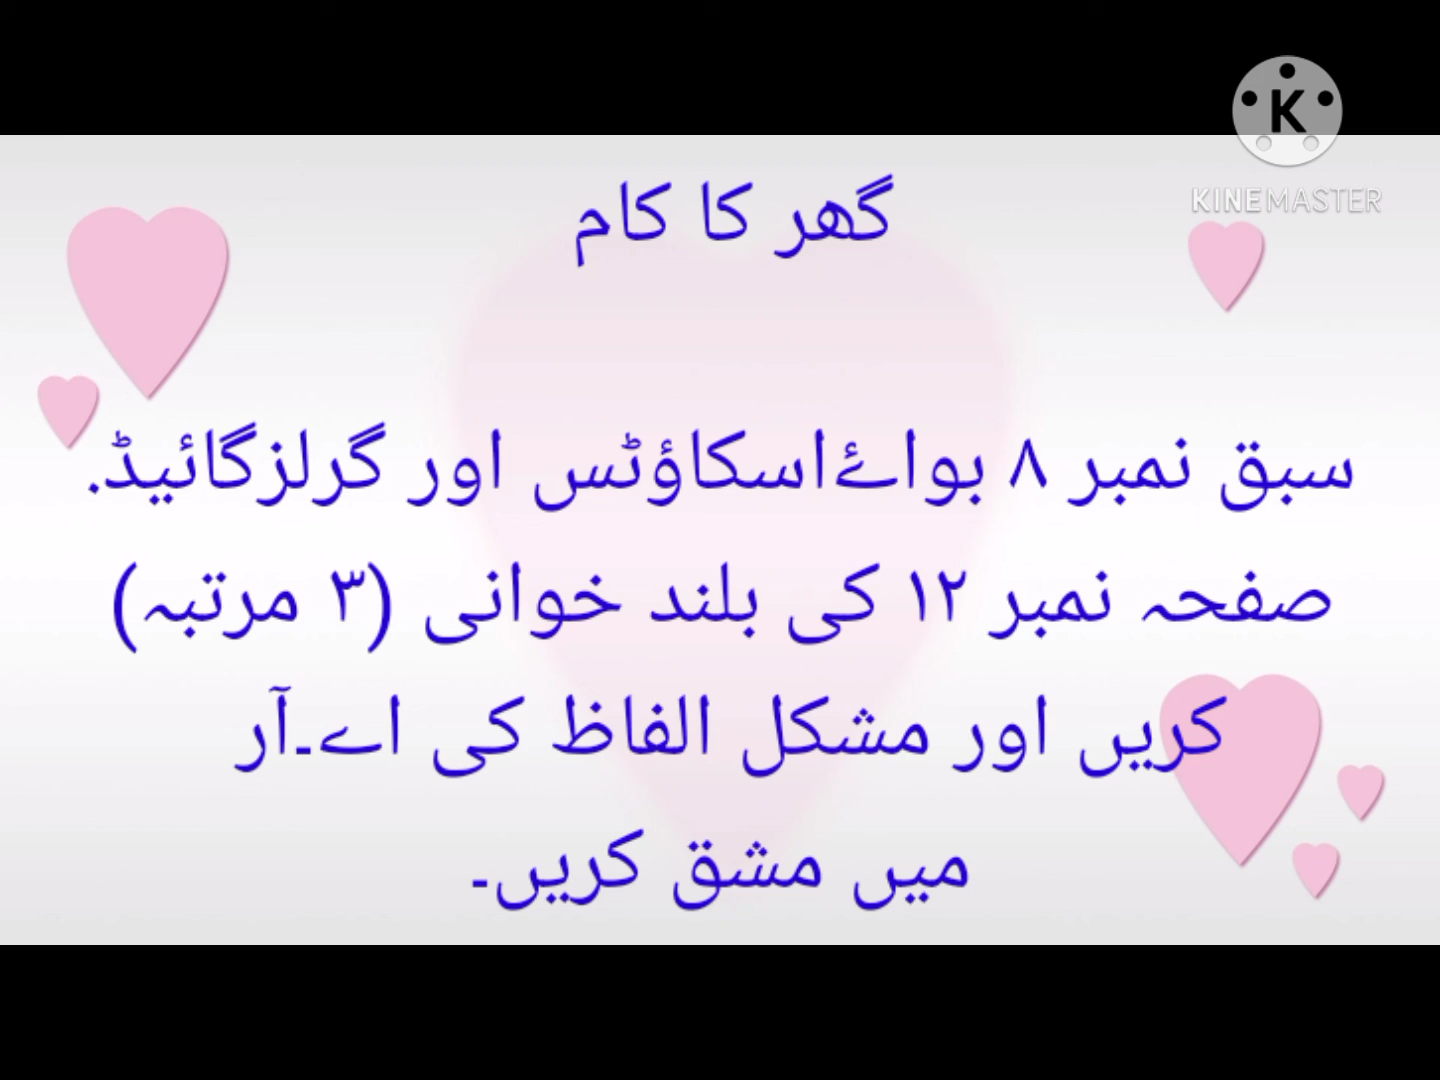 K
KINEMASTER
گھر کا کام
سبق نمبر ۸ بواۓاسکاؤٹس اور گرلزگائیڈ.
صفحہ نمبر ۱۲ کی بلند خوانی (۳ مرتبہ)
کریں اور مشکل الفاظ کی اے۔آر
میں مشق کریں۔